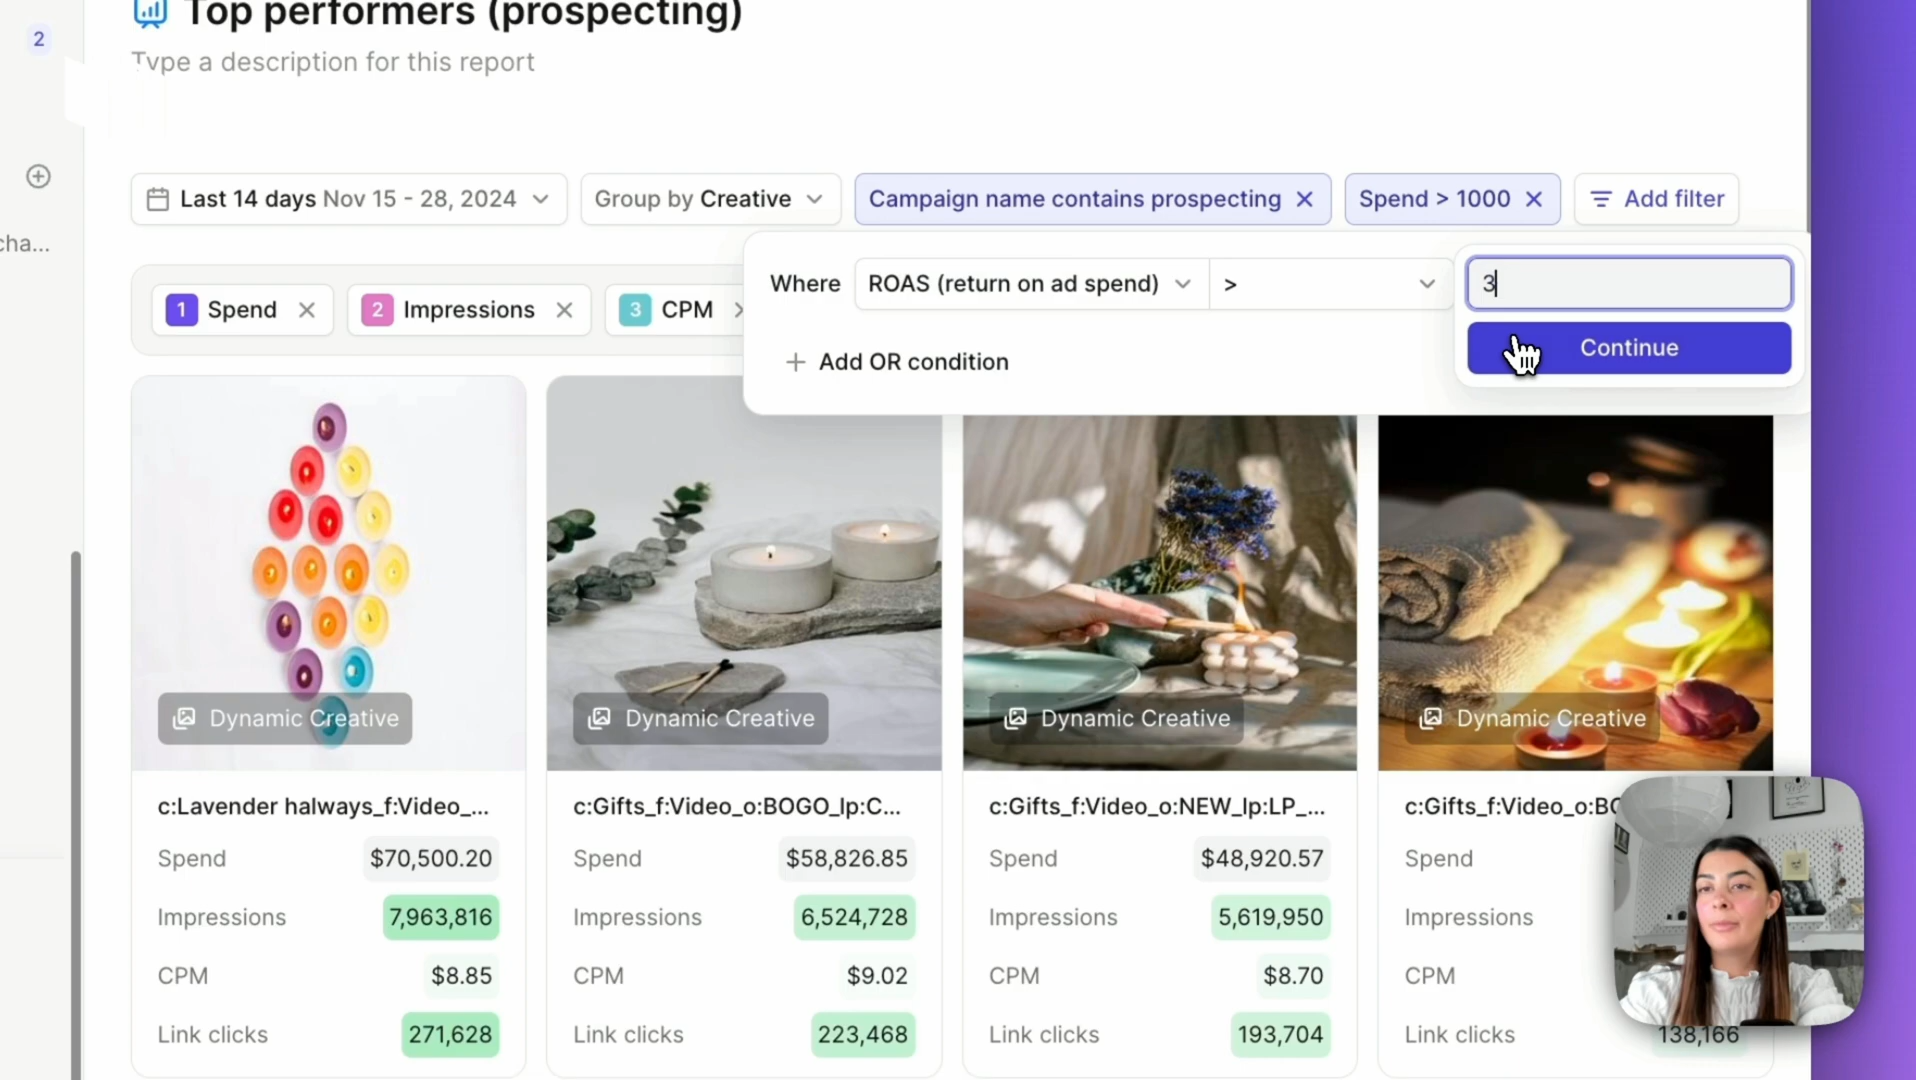 Top performers (prospecting)
2
Type a description for this report
Last 14 days Nov 15 - 28, 2024
Group by Creative
Campaign name contains prospecting
Spend > 1000
Add filter
cha...
Where
ROAS (return on ad spend)
>
3
1 Spend
2 Impressions
3 CPM
Continue
Add OR condition
Dynamic Creative
Dynamic Creative
Dynamic Creative
Dynamic Creative
c:Lavender halways_f:Video_...
Spend $70,500.20
Impressions 7,963,816
CPM $8.85
Link clicks 271,628
c:Gifts_f:Video_o:BOGO_lp:C...
Spend $58,826.85
Impressions 6,524,728
CPM $9.02
Link clicks 223,468
c:Gifts_f:Video_o:NEW_lp:LP_...
Spend $48,920.57
Impressions 5,619,950
CPM $8.70
Link clicks 193,704
c:Gifts_f:Video_o:BO
Spend
Impressions
CPM
Link clicks 138,166